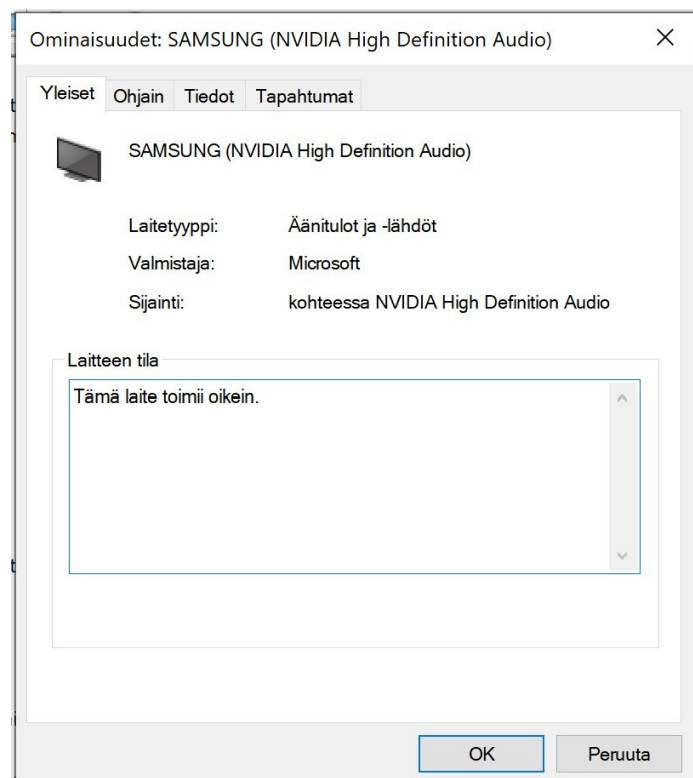 Ominaisuudet: SAMSUNG (NVIDIA High Definition Audio)
Yleiset Ohjain Tiedot Tapahtumat
SAMSUNG (NVIDIA High Definition Audio)
Laitetyyppi: Äänitulot ja -lähdöt
Valmistaja: Microsoft
Sijainti: kohteessa NVIDIA High Definition Audio
Laitteen tila
Tämä laite toimii oikein.
OK Peruuta